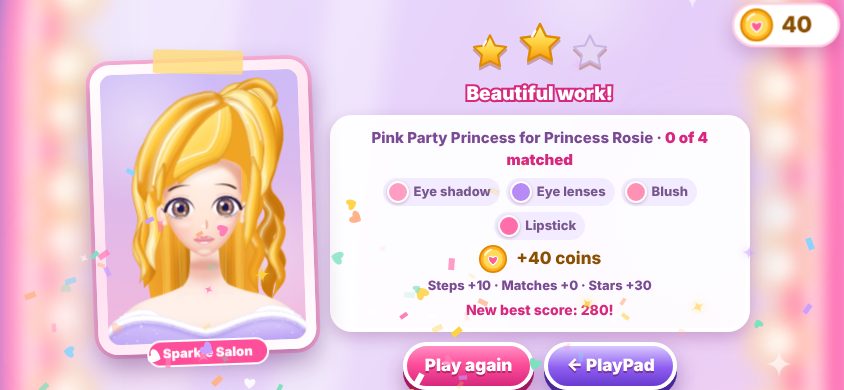 40
Beautiful work!
Pink Party Princess for Princess Rosie · 0 of 4
matched
Eye shadow
Eye lenses
Blush
Lipstick
+40 coins
Steps +10 · Matches +0 · Stars +30
New best score: 280!
Salon
Play again
← PlayPad